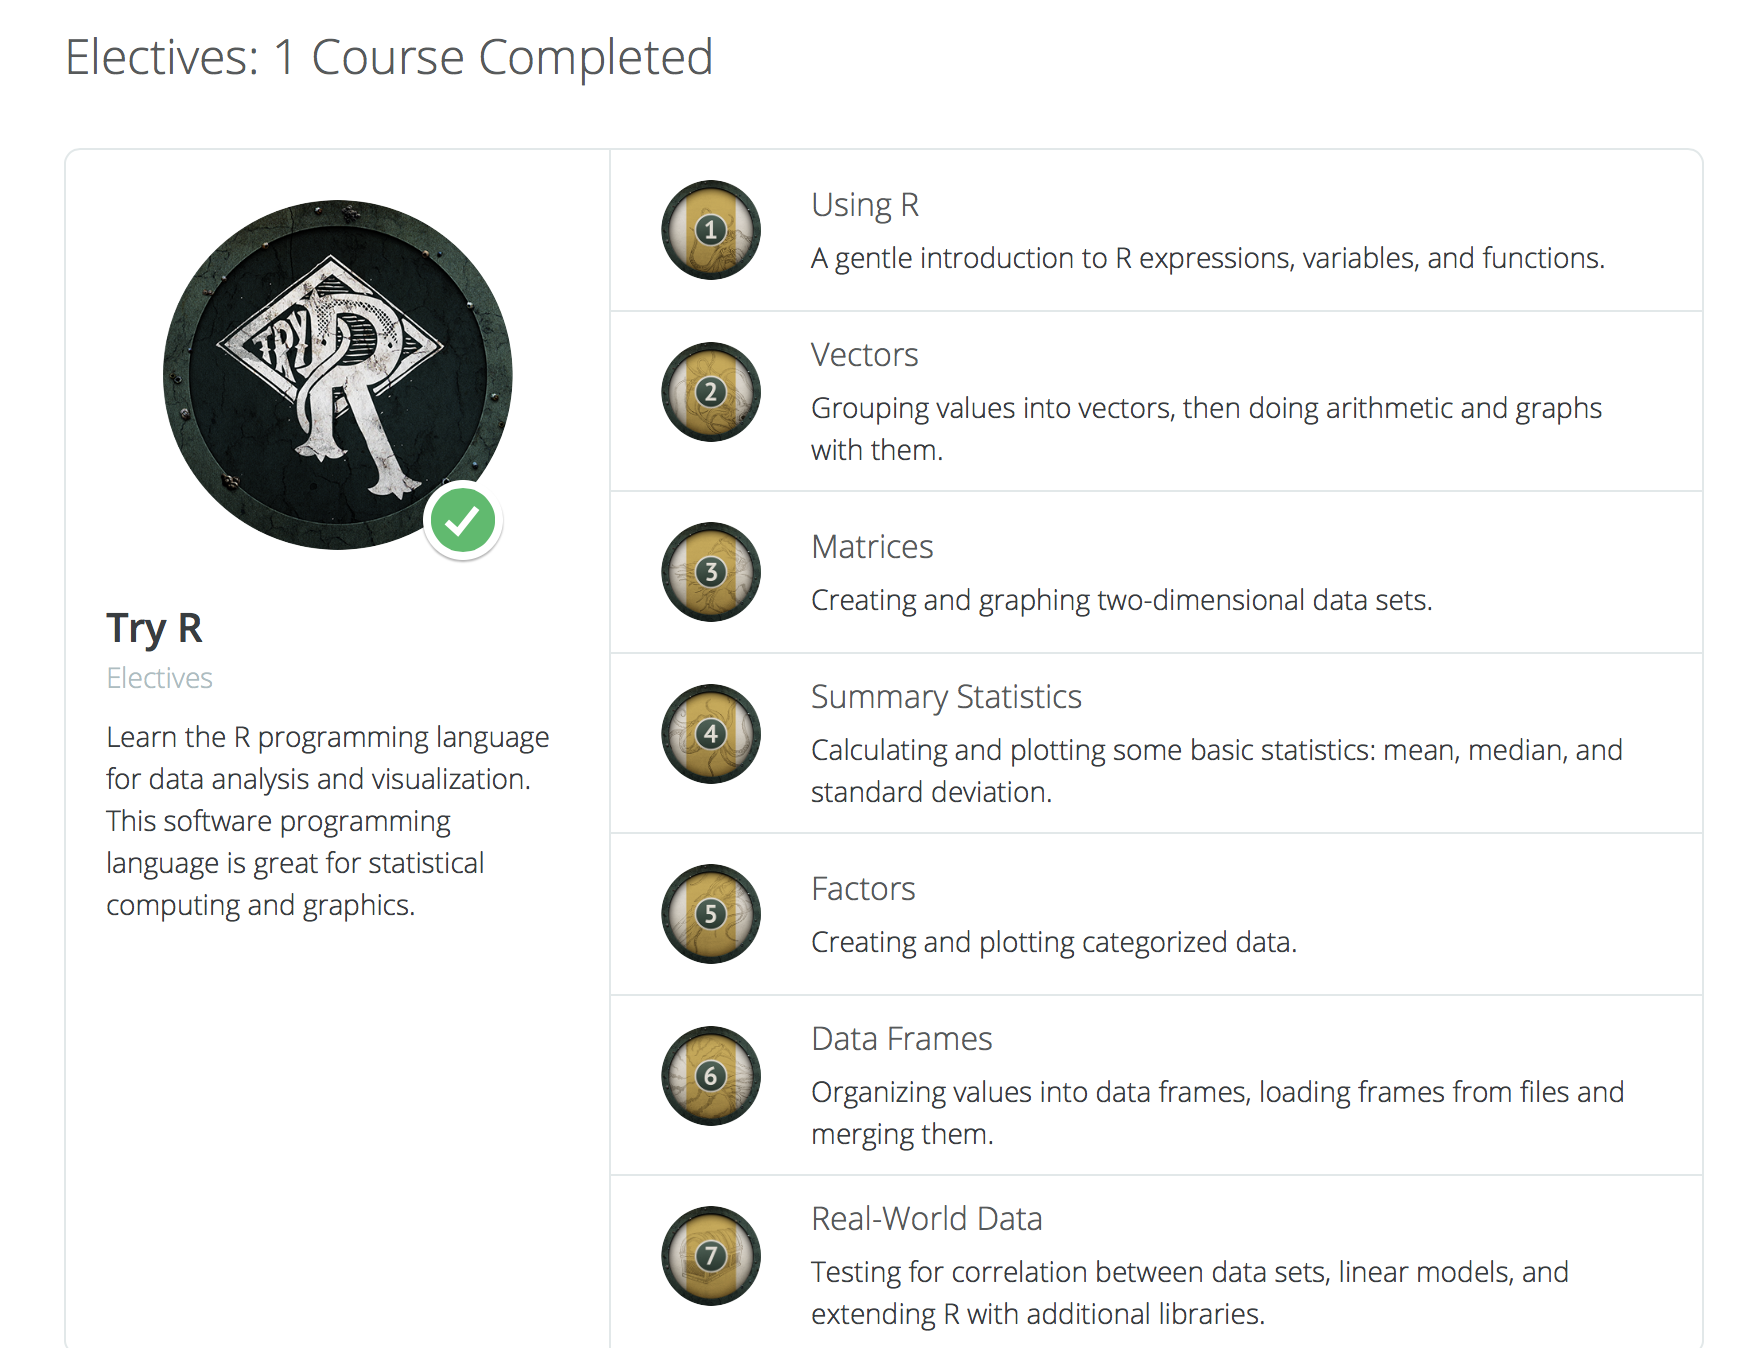 Electives: 1 Course Completed
TRY R
Try R
Electives
Learn the R programming language
for data analysis and visualization.
This software programming
language is great for statistical
computing and graphics.
1
Using R
A gentle introduction to R expressions, variables, and functions.
2
Vectors
Grouping values into vectors, then doing arithmetic and graphs
with them.
3
Matrices
Creating and graphing two-dimensional data sets.
4
Summary Statistics
Calculating and plotting some basic statistics: mean, median, and
standard deviation.
5
Factors
Creating and plotting categorized data.
6
Data Frames
Organizing values into data frames, loading frames from files and
merging them.
7
Real-World Data
Testing for correlation between data sets, linear models, and
extending R with additional libraries.